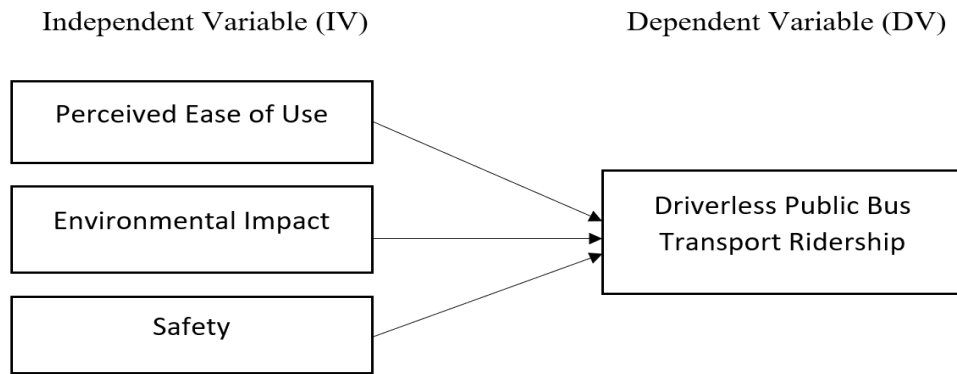 Independent Variable (IV)
Dependent Variable (DV)
Perceived Ease of Use
Environmental Impact
Safety
Driverless Public Bus
Transport Ridership